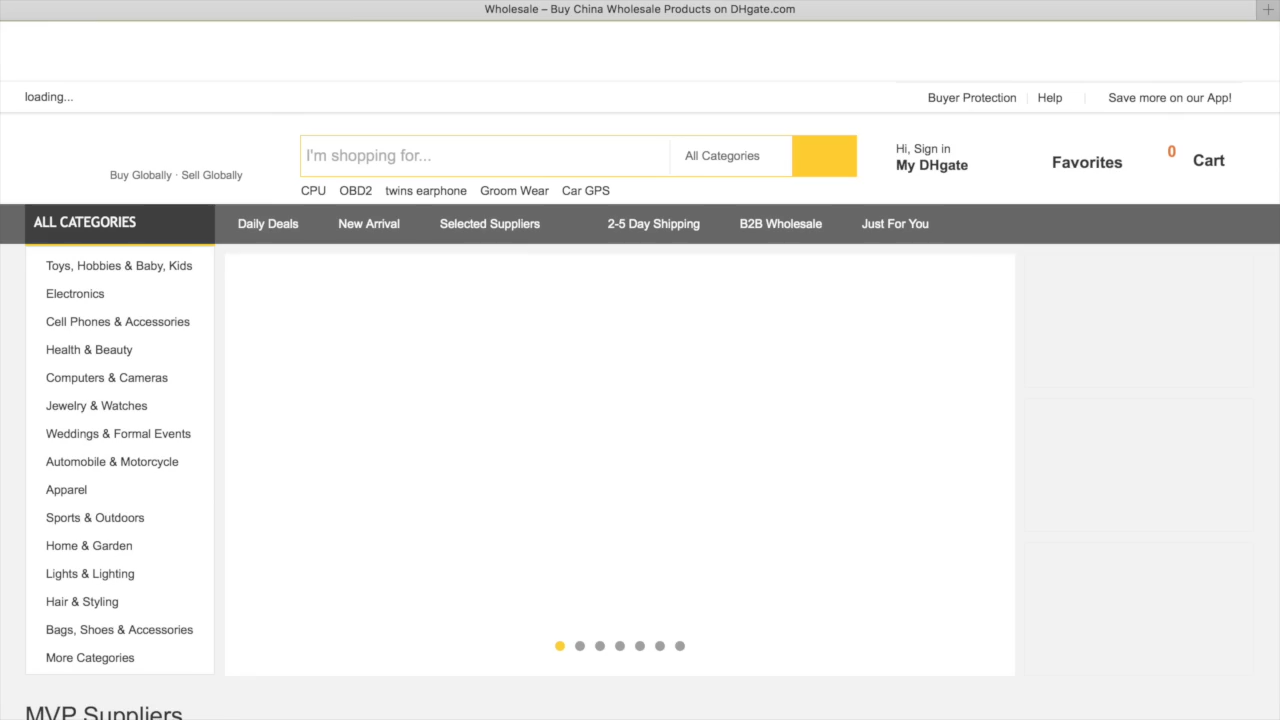 Wholesale – Buy China Wholesale Products on DHgate.com
loading...
Buyer Protection
Help
Save more on our App!
Buy Globally · Sell Globally
I'm shopping for...
All Categories
Hi, Sign in
My DHgate
Favorites
0
Cart
CPU OBD2 twins earphone Groom Wear Car GPS
ALL CATEGORIES
Daily Deals
New Arrival
Selected Suppliers
2-5 Day Shipping
B2B Wholesale
Just For You
Toys, Hobbies & Baby, Kids
Electronics
Cell Phones & Accessories
Health & Beauty
Computers & Cameras
Jewelry & Watches
Weddings & Formal Events
Automobile & Motorcycle
Apparel
Sports & Outdoors
Home & Garden
Lights & Lighting
Hair & Styling
Bags, Shoes & Accessories
More Categories
MVP Suppliers